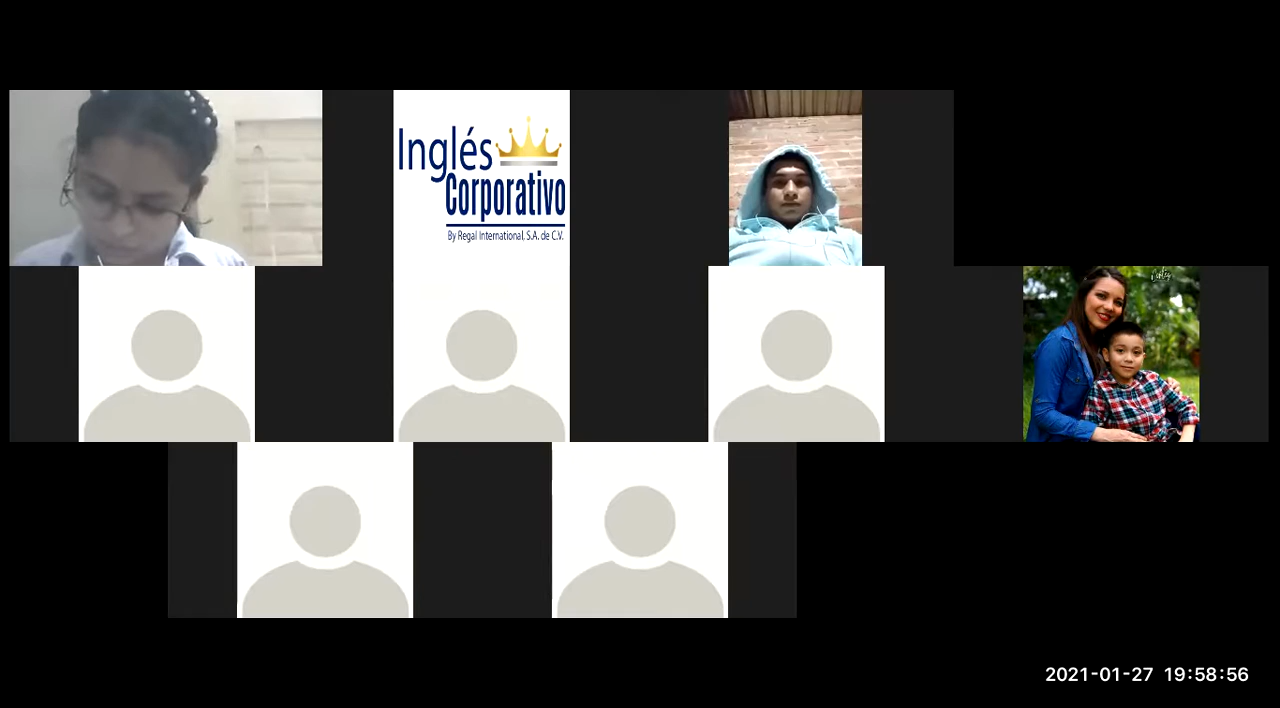 Inglés
Corporativo
By Regal International, S.A. de C.V.
2021-01-27 19:58:56